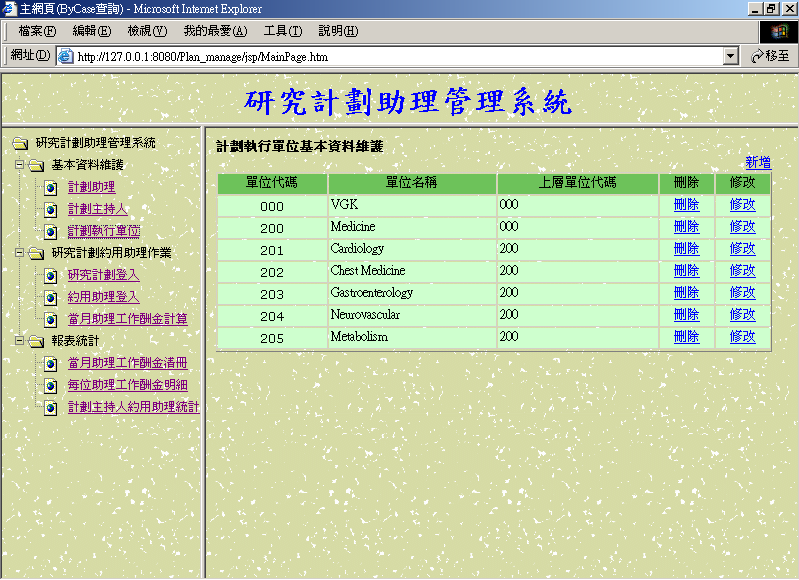 主網頁(ByCase查詢) - Microsoft Internet Explorer
檔案(F) 編輯(E) 檢視(V) 我的最愛(A) 工具(T) 說明(H)
網址(D) http://127.0.0.1:8080/Plan_manage/jsp/MainPage.htm 移至
研究計劃助理管理系統
研究計劃助理管理系統
基本資料維護
計劃助理
計劃主持人
計劃執行單位
研究計劃約用助理作業
研究計劃登入
約用助理登入
當月助理工作酬金計算
報表統計
當月助理工作酬金清冊
每位助理工作酬金明細
計劃主持人約用助理統計
計劃執行單位基本資料維護
新增
單位代碼 單位名稱 上層單位代碼 刪除 修改
000 VGK 000 刪除 修改
200 Medicine 000 刪除 修改
201 Cardiology 200 刪除 修改
202 Chest Medicine 200 刪除 修改
203 Gastroenterology 200 刪除 修改
204 Neurovascular 200 刪除 修改
205 Metabolism 200 刪除 修改